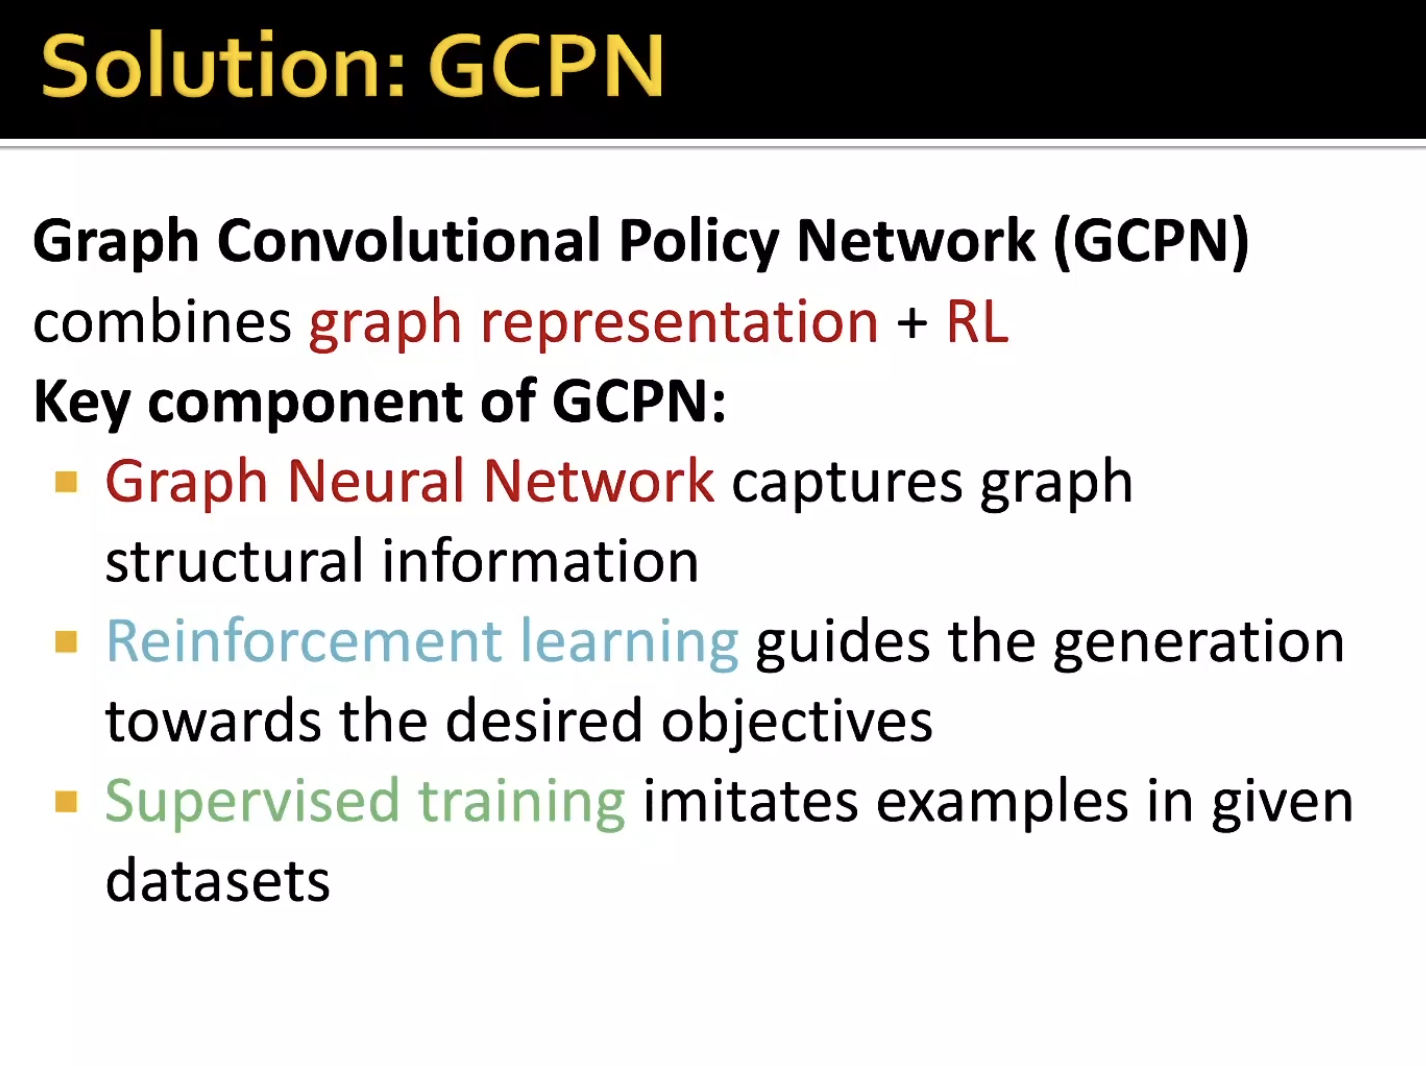 Solution: GCPN
Graph Convolutional Policy Network (GCPN)
combines graph representation + RL
Key component of GCPN:
Graph Neural Network captures graph
structural information
Reinforcement learning guides the generation
towards the desired objectives
Supervised training imitates examples in given
datasets